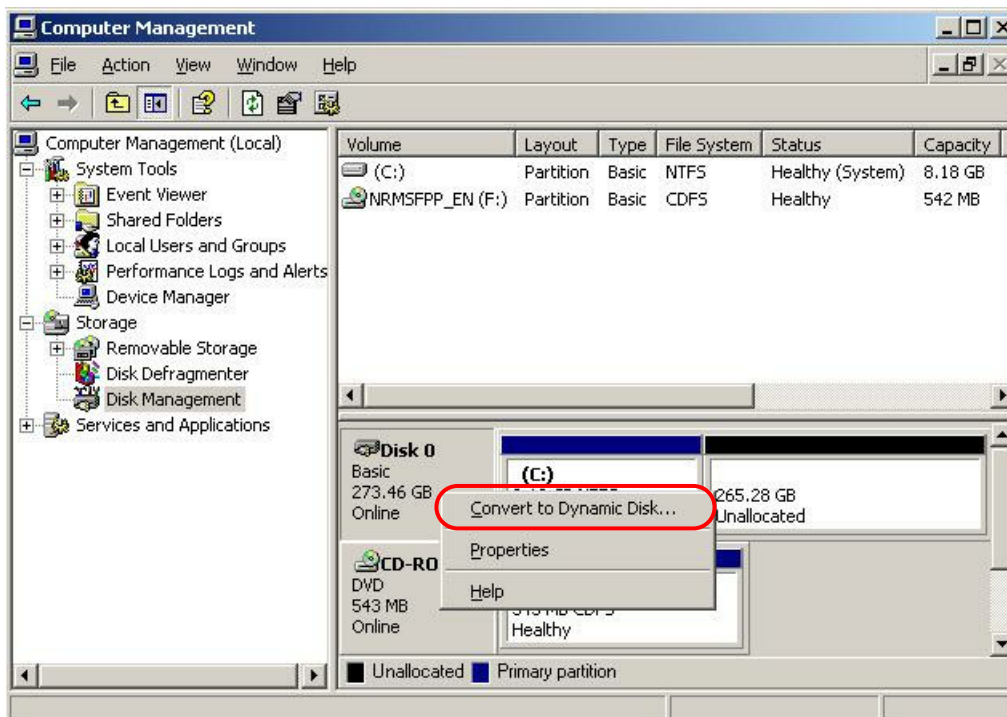 Computer Management
File Action View Window Help
Computer Management (Local)
System Tools
Event Viewer
Shared Folders
Local Users and Groups
Performance Logs and Alerts
Device Manager
Storage
Removable Storage
Disk Defragmenter
Disk Management
Services and Applications
Volume Layout Type File System Status Capacity
(C:) Partition Basic NTFS Healthy (System) 8.18 GB
NRMSFPP_EN (F:) Partition Basic CDFS Healthy 542 MB
Disk 0
Basic
273.46 GB
Online
(C:)
265.28 GB
Unallocated
Convert to Dynamic Disk...
Properties
Help
CD-RO
DVD
543 MB
Online
Healthy
Unallocated Primary partition